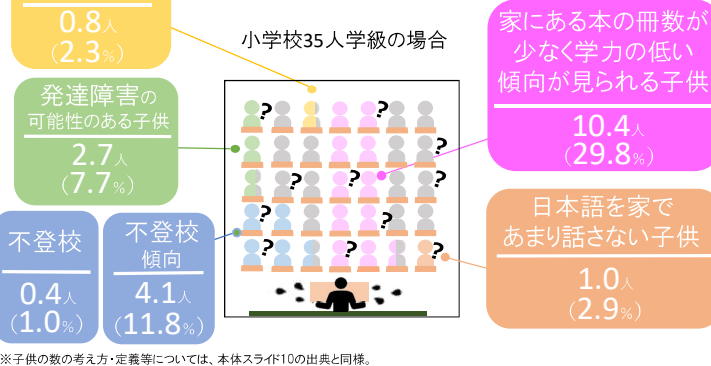 0.8人
(2.3%)
小学校35人学級の場合
家にある本の冊数が
少なく学力の低い
傾向が見られる子供
10.4人
(29.8%)
発達障害の
可能性のある子供
2.7人
(7.7%)
?
?
?
?
?
?
?
?
?
?
?
?
不登校
0.4人
(1.0%)
不登校
傾向
4.1人
(11.8%)
日本語を家で
あまり話さない子供
1.0人
(2.9%)
※子供の数の考え方・定義等については、本体スライド10の出典と同様。